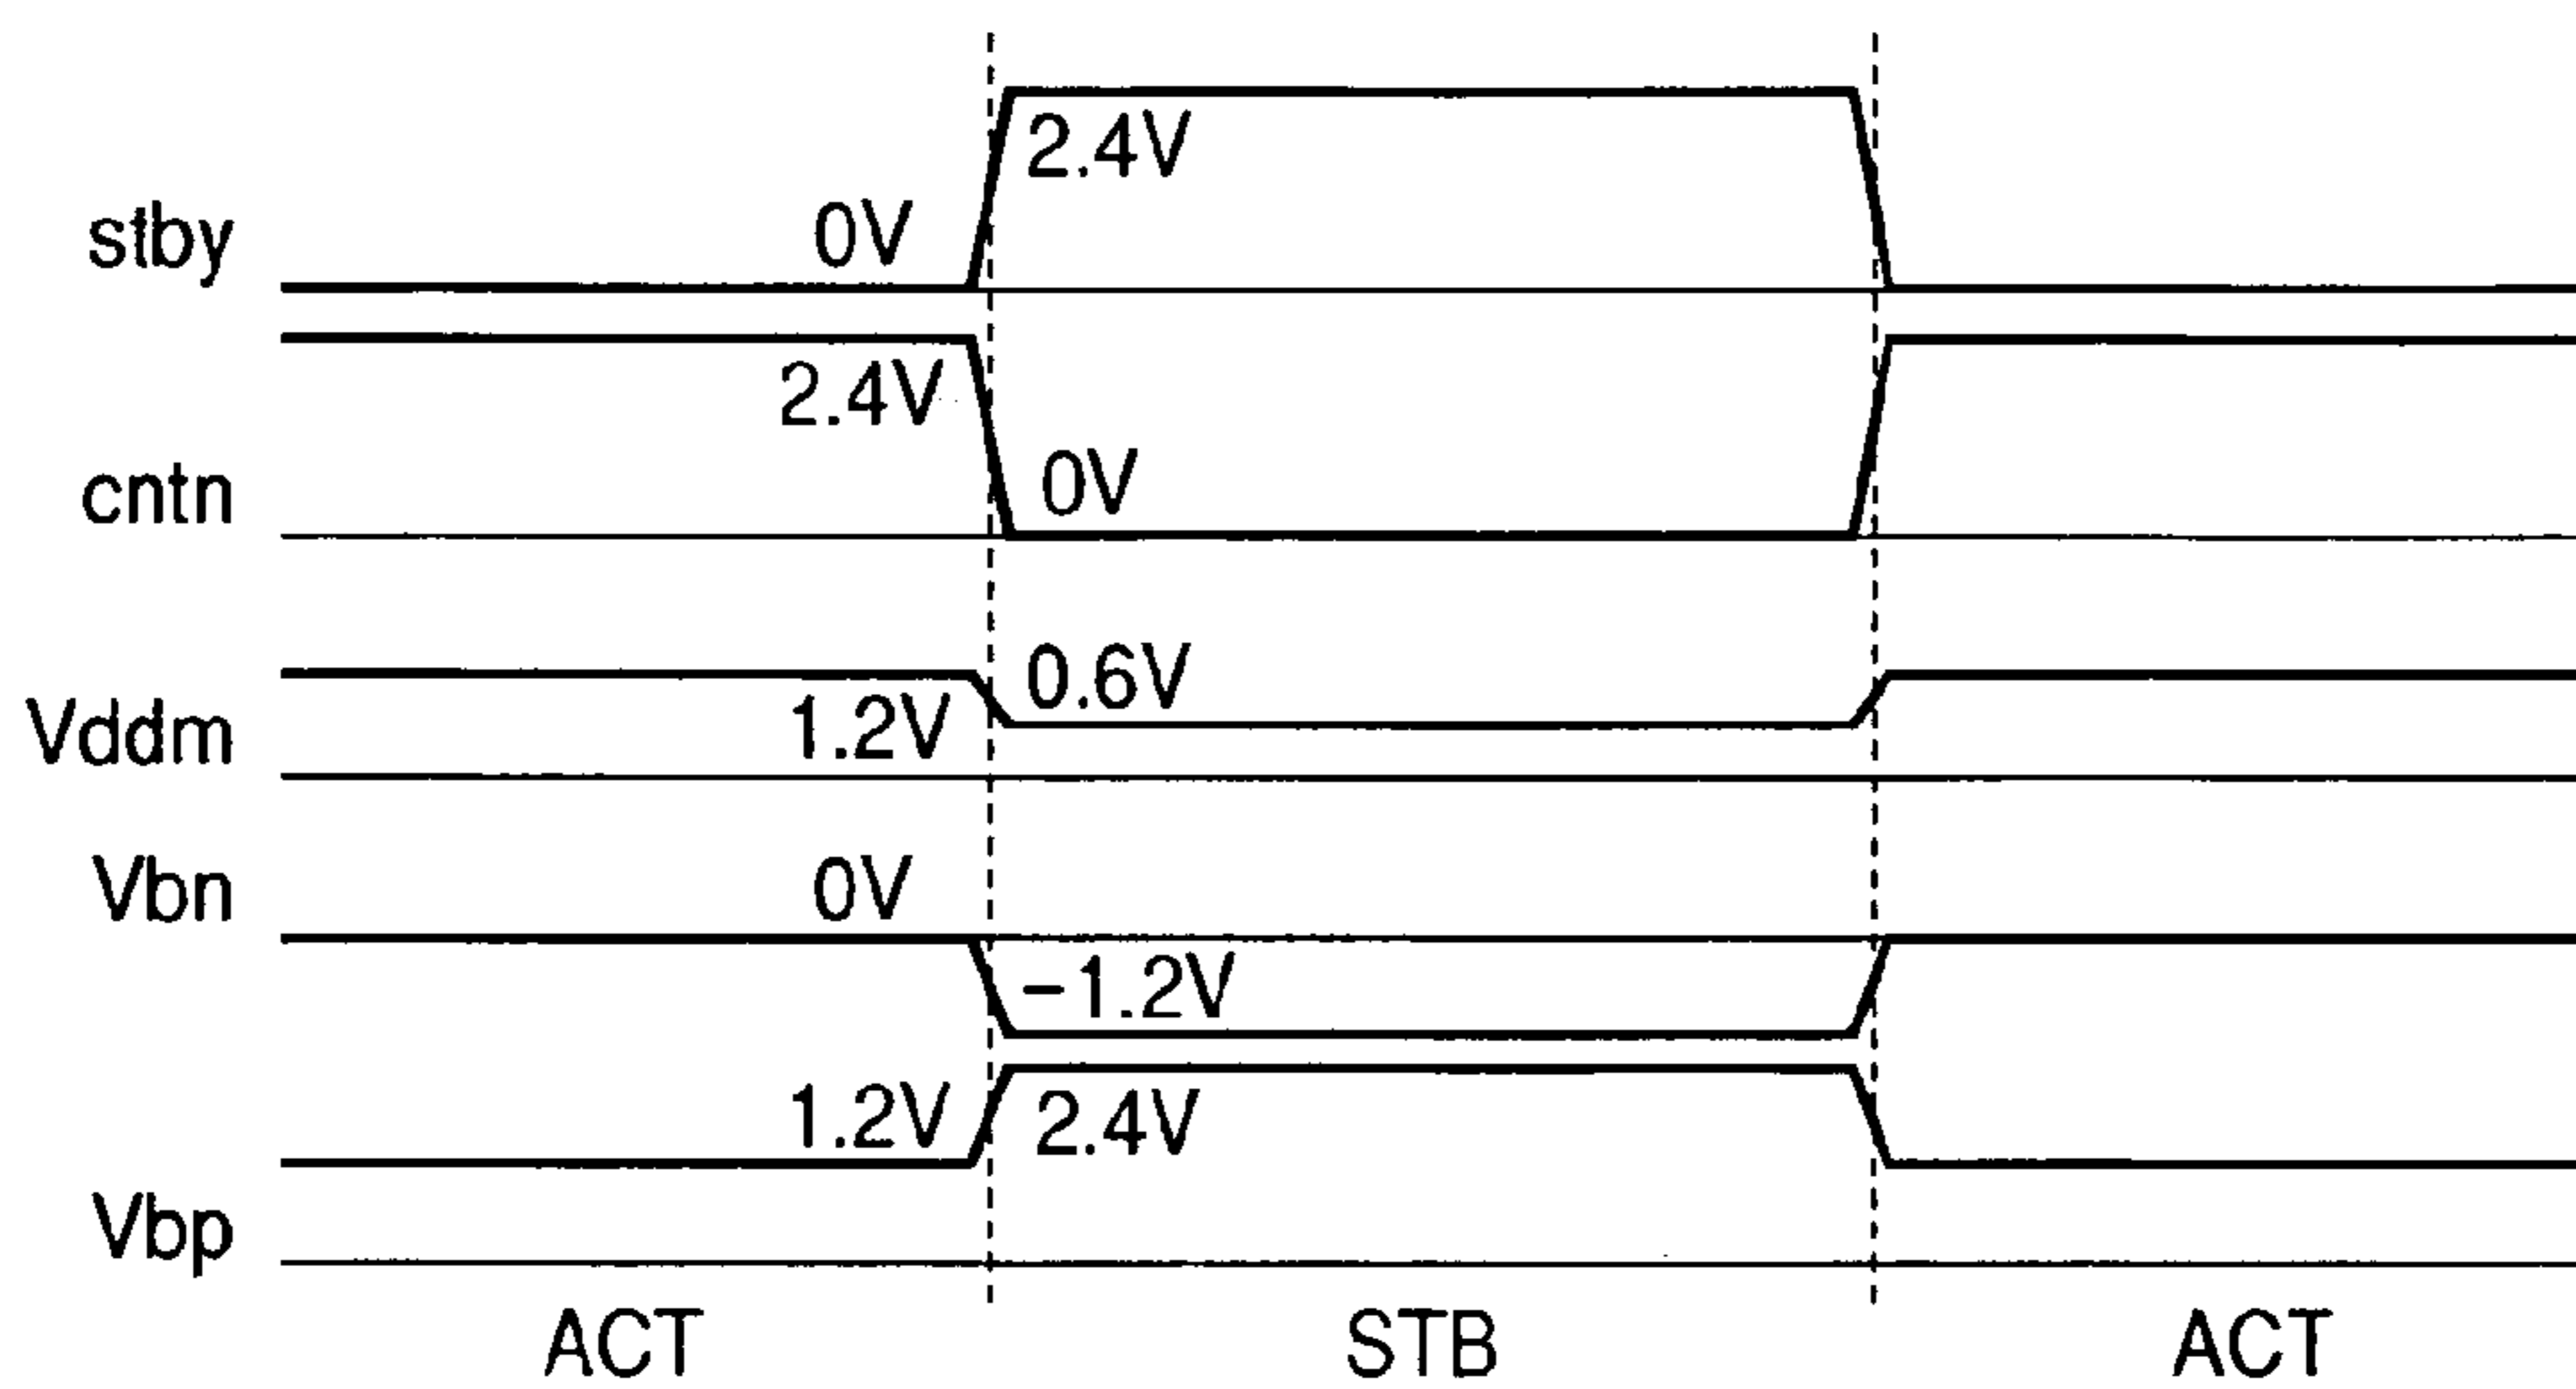 2.4V
stby 0V
2.4V
cntn 0V
0.6V
Vddm 1.2V
Vbn 0V
−1.2V
1.2V 2.4V
Vbp
ACT STB ACT